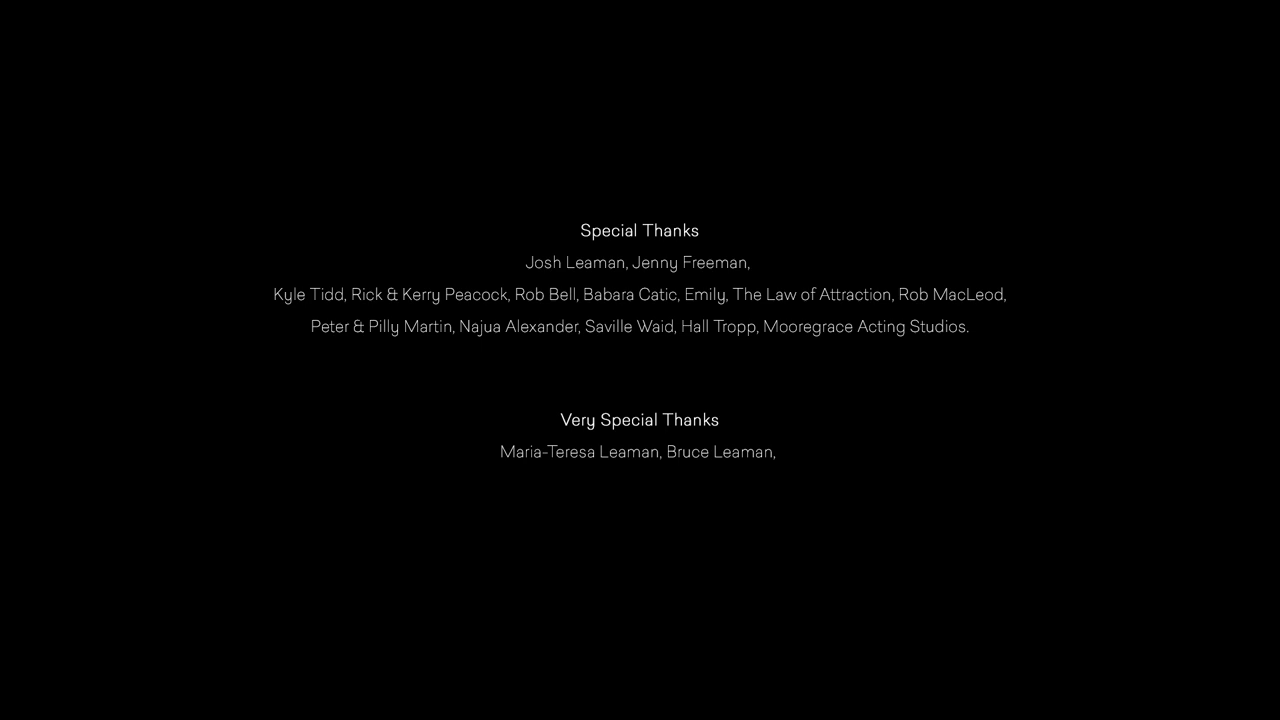 Special Thanks
Josh Leaman, Jenny Freeman,
Kyle Tidd, Rick & Kerry Peacock, Rob Bell, Babara Catic, Emily, The Law of Attraction, Rob MacLeod,
Peter & Pilly Martin, Najua Alexander, Saville Waid, Hall Tropp, Mooregrace Acting Studios.
Very Special Thanks
Maria-Teresa Leaman, Bruce Leaman,